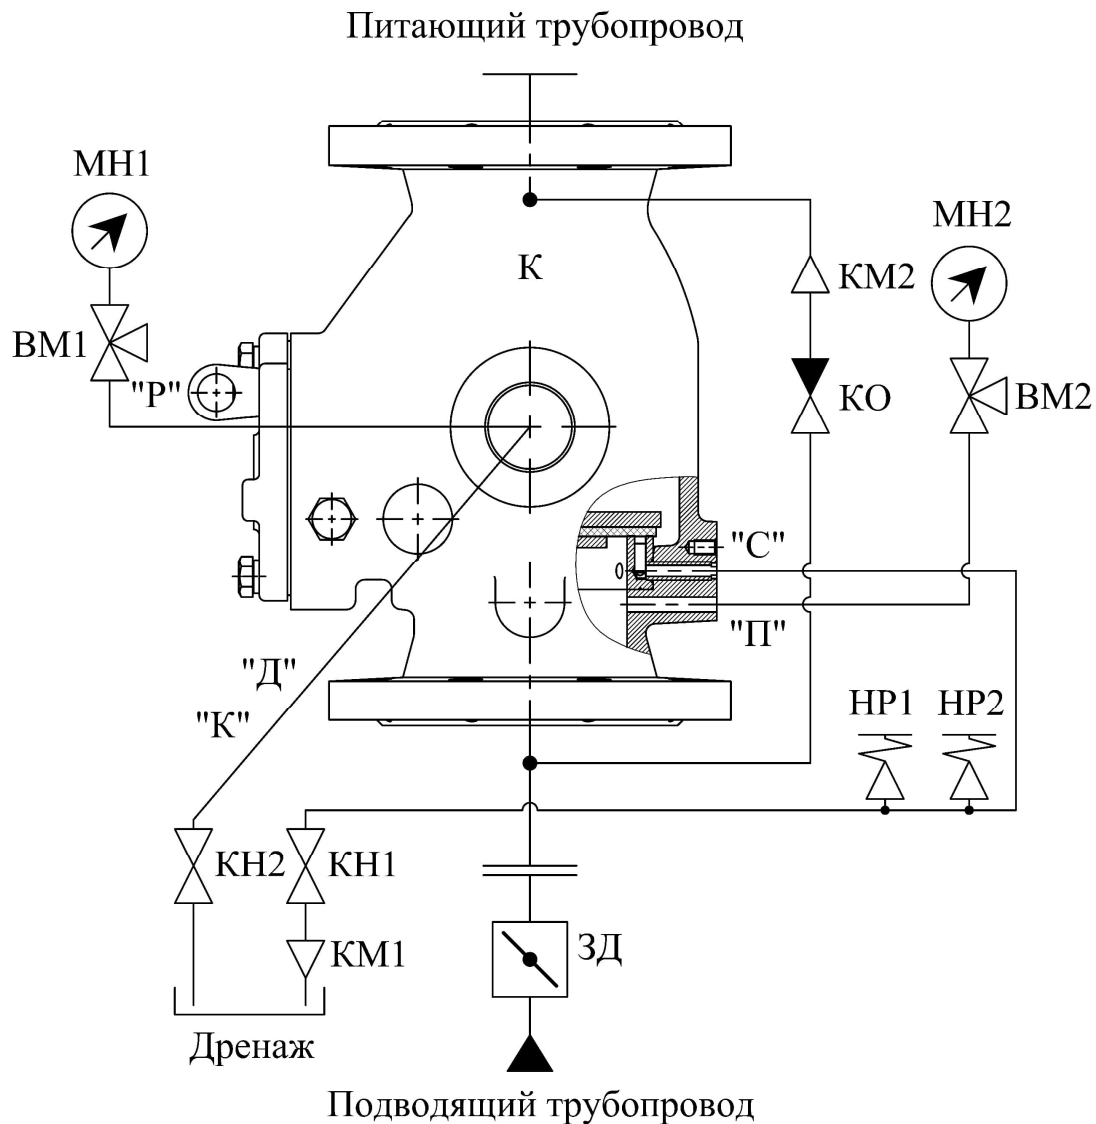 Питающий трубопровод
МН1
МН2
К
КМ2
ВМ1
"Р"
КО
ВМ2
"С"
"П"
"Д"
"К"
НР1
НР2
КН2
КН1
КМ1
ЗД
Дренаж
Подводящий трубопровод